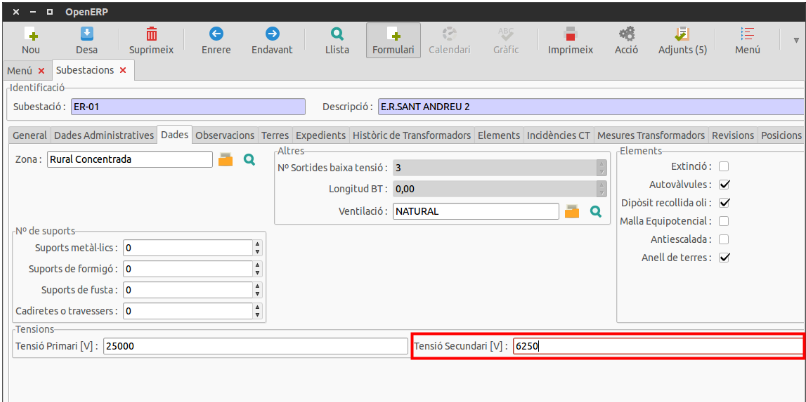 OpenERP
Nou Desa Suprimeix Enrere Endavant Llista Formulari Calendari Gràfic Imprimeix Acció Adjunts (5) Menú
Menú Subestacions
Identificació
Subestació : ER-01 Descripció : E.R.SANT ANDREU 2
General Dades Administratives Dades Observacions Terres Expedients Històric de Transformadors Elements Incidències CT Mesures Transformadors Revisions Posicions
Zona : Rural Concentrada
Altres
Nº Sortides baixa tensió : 3
Longitud BT : 0,00
Ventilació : NATURAL
Elements
Extinció :
Autovàlvules :
Dipòsit recollida oli :
Malla Equipotencial :
Antiescalada :
Anell de terres :
Nº de suports
Suports metàl·lics : 0
Suports de formigó : 0
Suports de fusta : 0
Cadiretes o travessers : 0
Tensions
Tensió Primari [V] : 25000 Tensió Secundari [V] : 6250